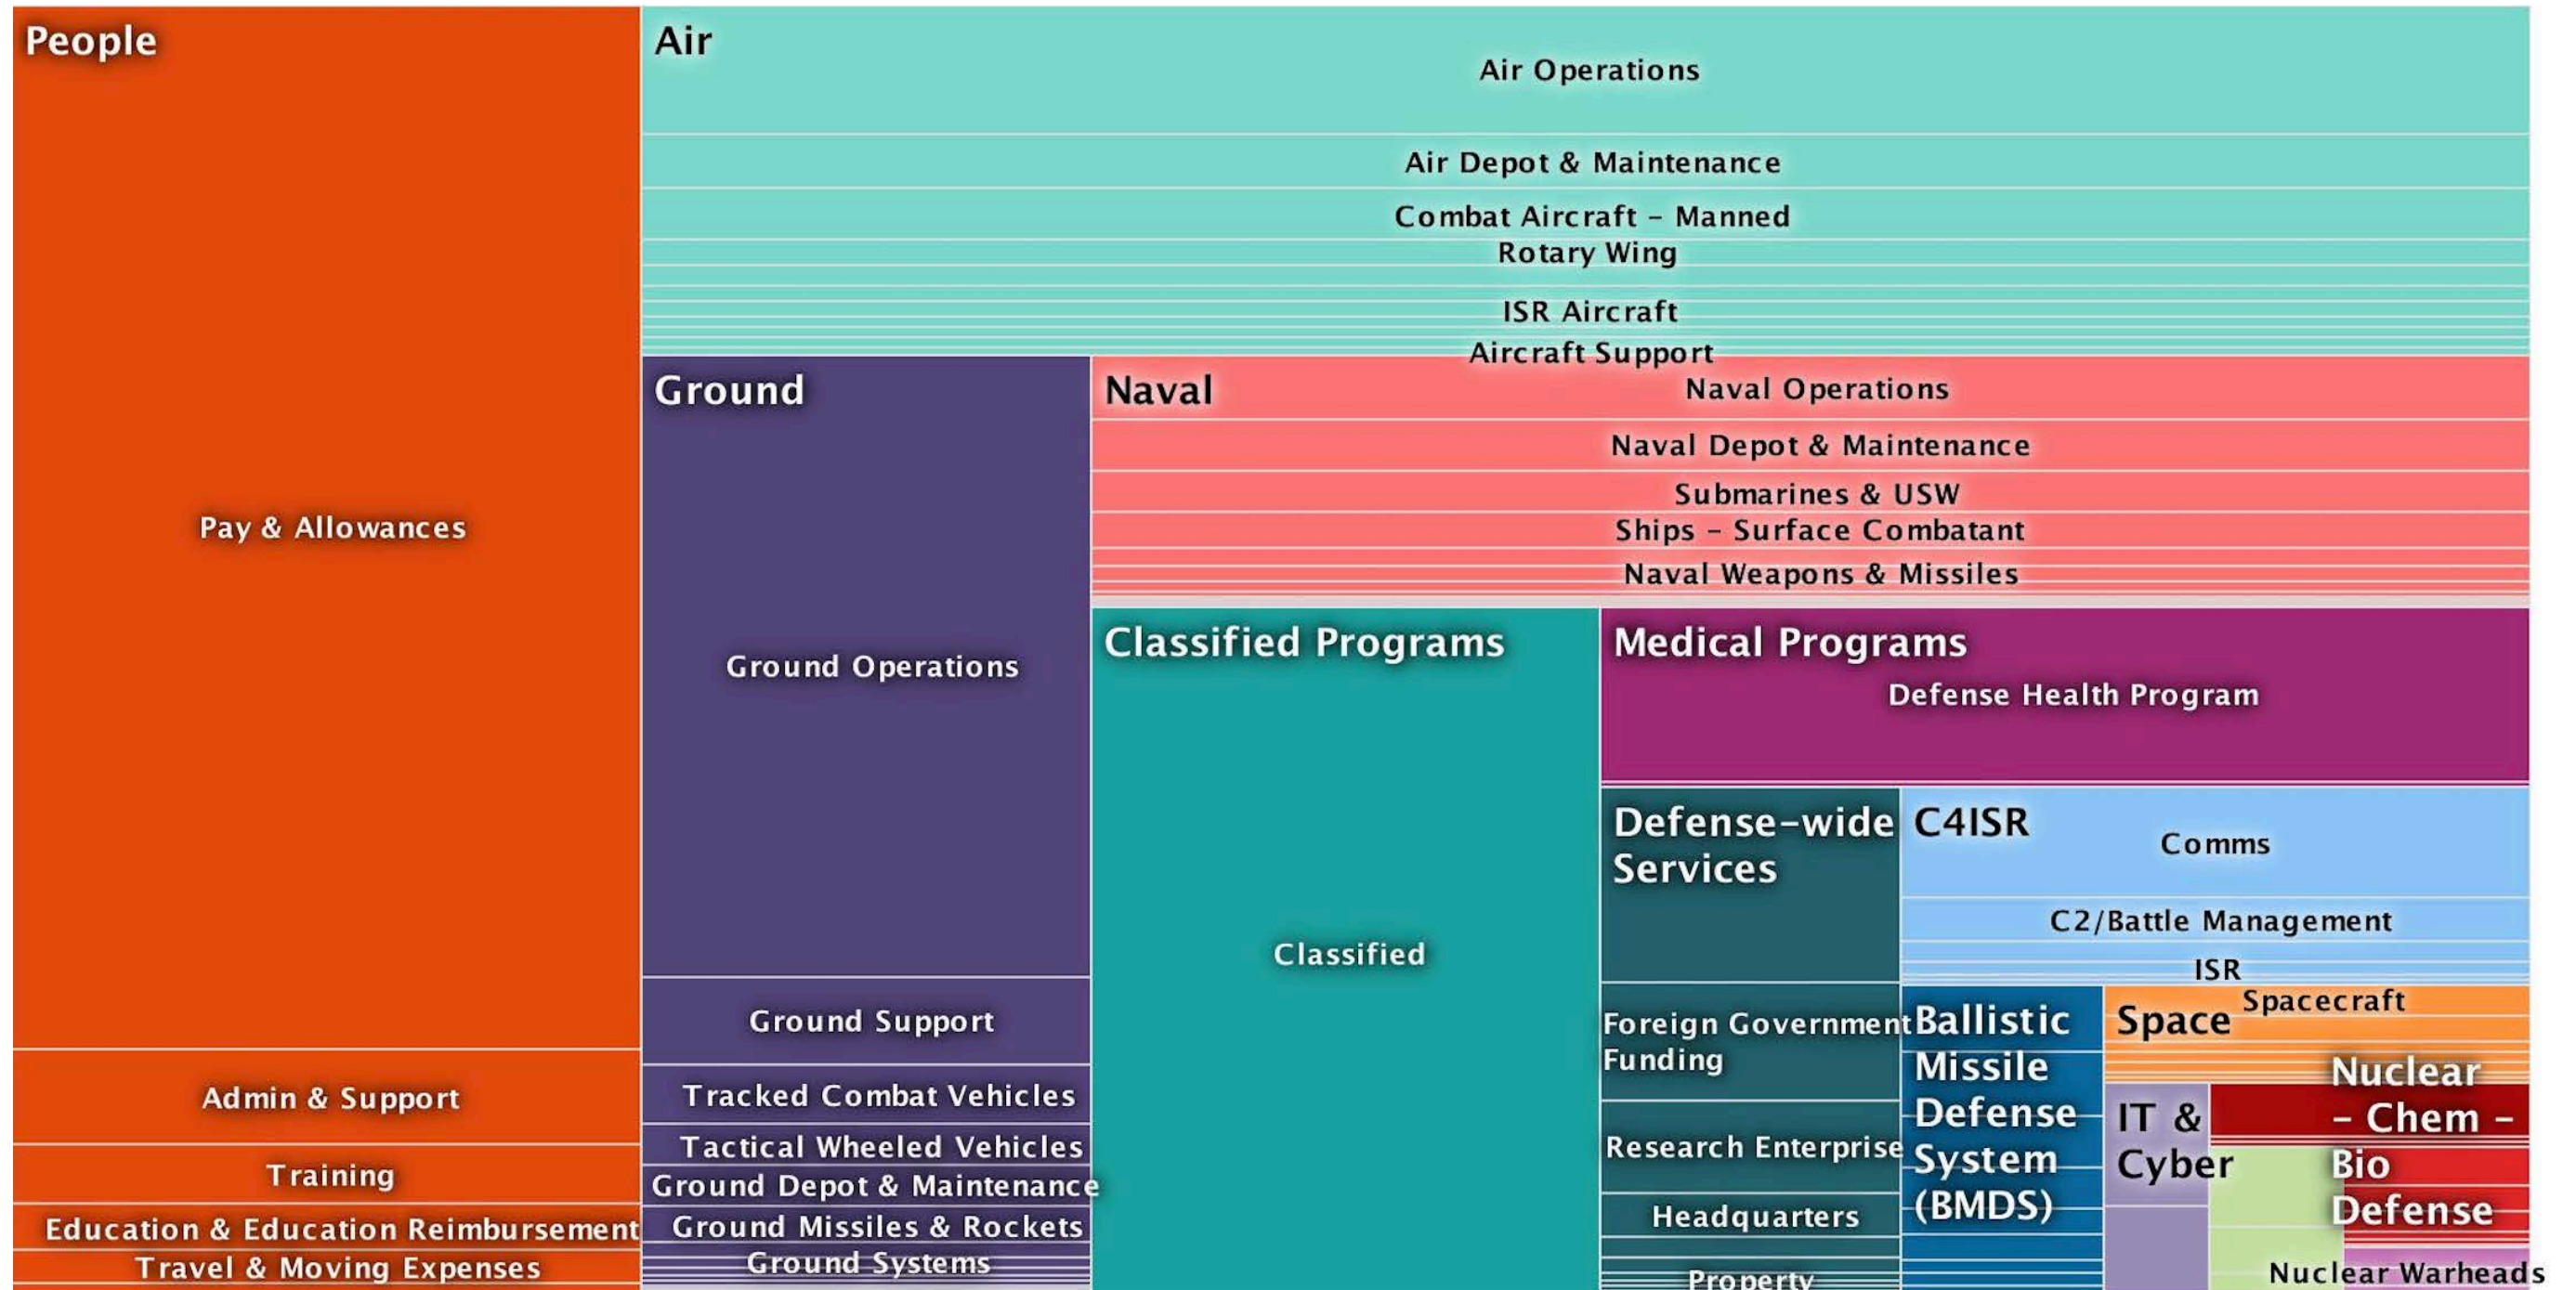 People
Pay & Allowances
Admin & Support
Training
Education & Education Reimbursement
Travel & Moving Expenses
Air
Air Operations
Air Depot & Maintenance
Combat Aircraft – Manned
Rotary Wing
ISR Aircraft
Aircraft Support
Ground
Ground Operations
Ground Support
Tracked Combat Vehicles
Tactical Wheeled Vehicles
Ground Depot & Maintenance
Ground Missiles & Rockets
Ground Systems
Naval
Naval Operations
Naval Depot & Maintenance
Submarines & USW
Ships – Surface Combatant
Naval Weapons & Missiles
Classified Programs
Classified
Medical Programs
Defense Health Program
Defense–wide
Services
Foreign Government
Funding
Research Enterprise
Headquarters
Property
C4ISR
Comms
C2/Battle Management
ISR
Ballistic
Missile
Defense
System
(BMDS)
Space
Spacecraft
IT &
Cyber
Nuclear
– Chem –
Bio
Defense
Nuclear Warheads